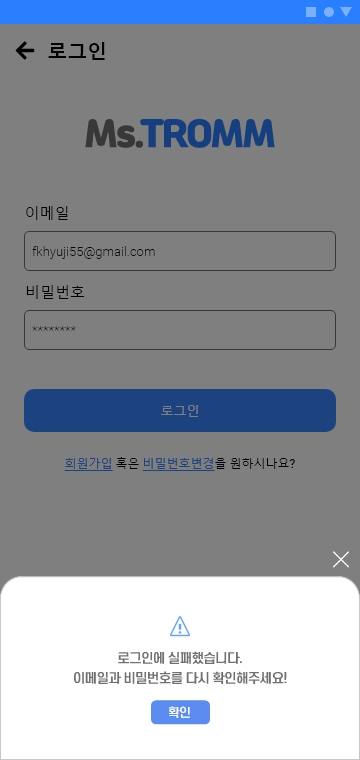 로그인
Ms.TROMM
이메일
fkhyuji55@gmail.com
비밀번호
********
로그인
회원가입 혹은 비밀번호변경을 원하시나요?
로그인에 실패했습니다.
이메일과 비밀번호를 다시 확인해주세요!
확인